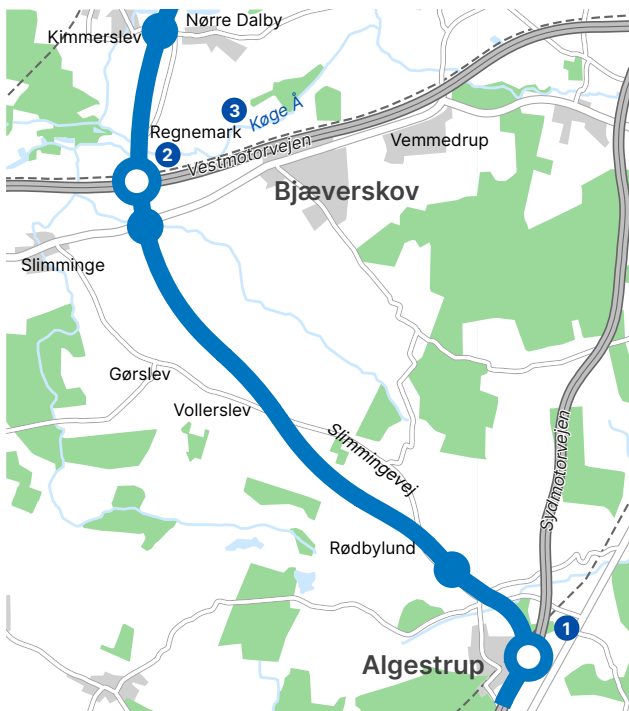 Nørre Dalby
Kimmerslev
3
Køge Å
Regnemark
2
Vestmotorvejen
Vemmedrup
Bjæverskov
Slimminge
Gørslev
Vollerslev
Slimmingevej
Sydmotorvejen
Rødbylund
1
Algestrup